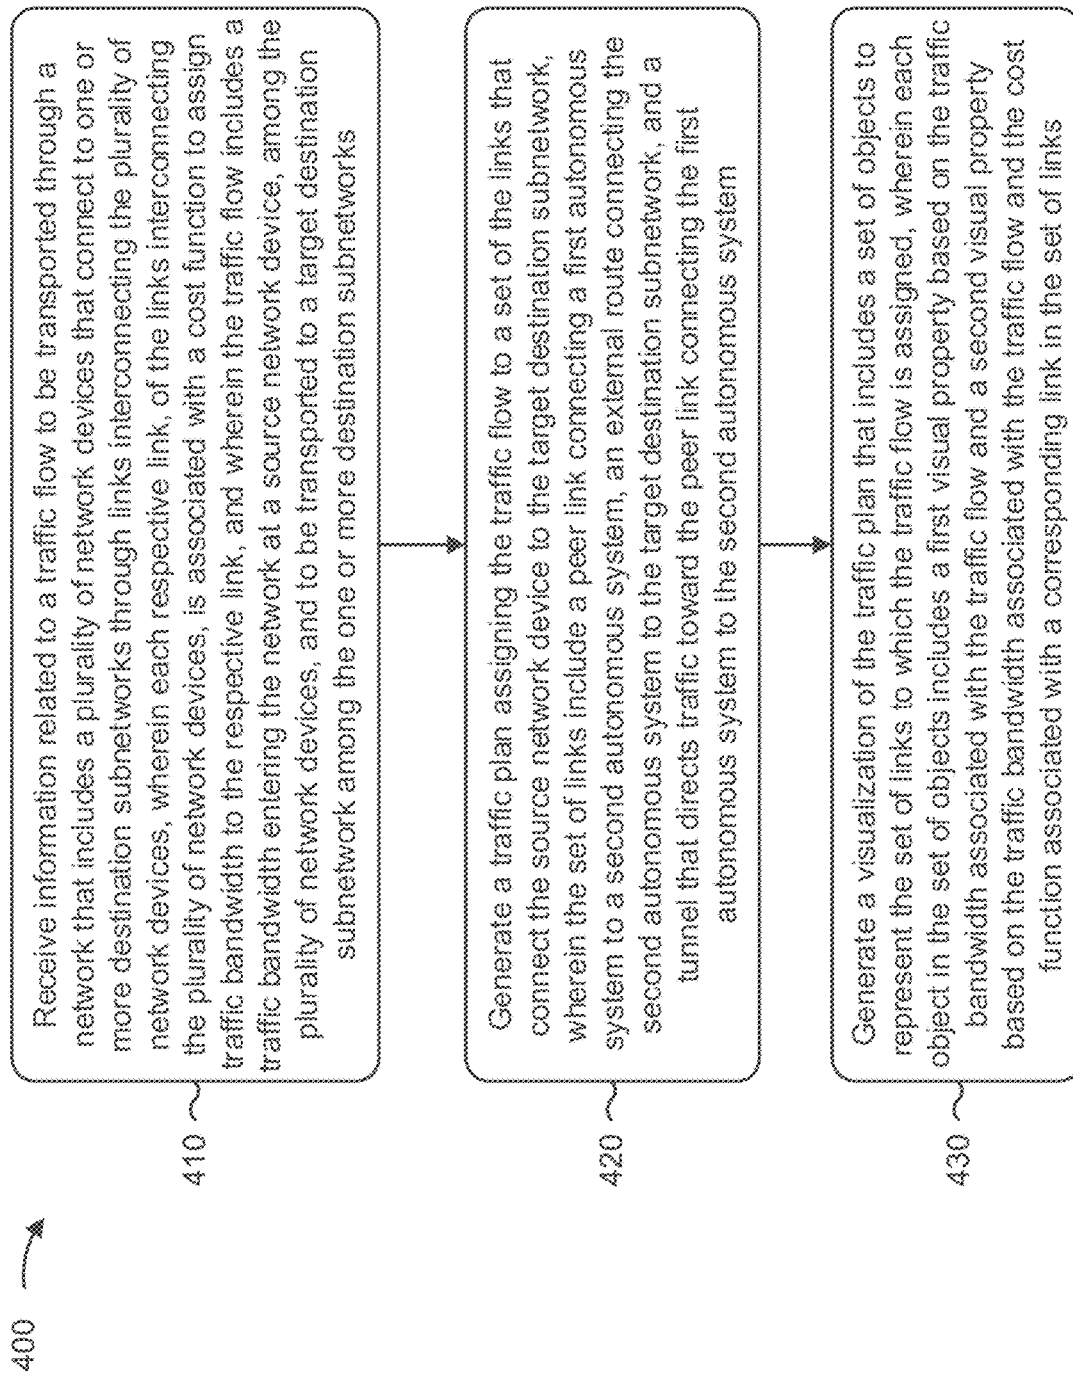 400
410
Receive information related to a traffic flow to be transported through a
network that includes a plurality of network devices that connect to one or
more destination subnetworks through links interconnecting the plurality of
network devices, wherein each respective link, of the links interconnecting
the plurality of network devices, is associated with a cost function to assign
traffic bandwidth to the respective link, and wherein the traffic flow includes a
traffic bandwidth entering the network at a source network device, among the
plurality of network devices, and to be transported to a target destination
subnetwork among the one or more destination subnetworks
420
Generate a traffic plan assigning the traffic flow to a set of the links that
connect the source network device to the target destination subnetwork,
wherein the set of links include a peer link connecting a first autonomous
system to a second autonomous system, an external route connecting the
second autonomous system to the target destination subnetwork, and a
tunnel that directs traffic toward the peer link connecting the first
autonomous system to the second autonomous system
430
Generate a visualization of the traffic plan that includes a set of objects to
represent the set of links to which the traffic flow is assigned, wherein each
object in the set of objects includes a first visual property based on the traffic
bandwidth associated with the traffic flow and a second visual property
based on the traffic bandwidth associated with the traffic flow and the cost
function associated with a corresponding link in the set of links